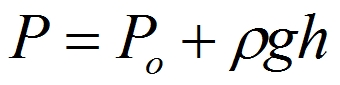 P = Pₒ + ρgh